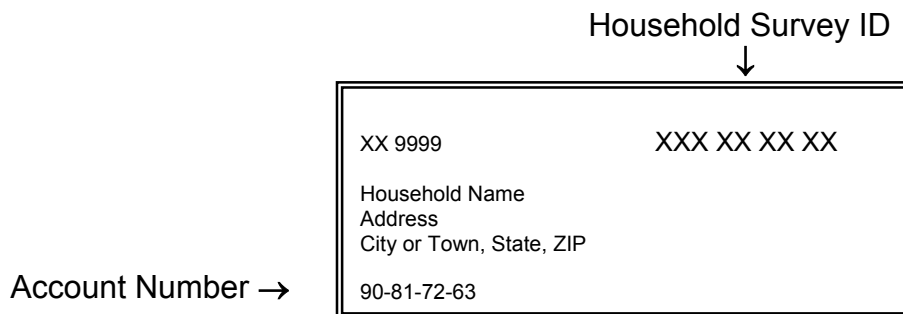 Household Survey ID
↓
XX 9999 XXX XX XX XX
Household Name
Address
City or Town, State, ZIP
Account Number → 90-81-72-63